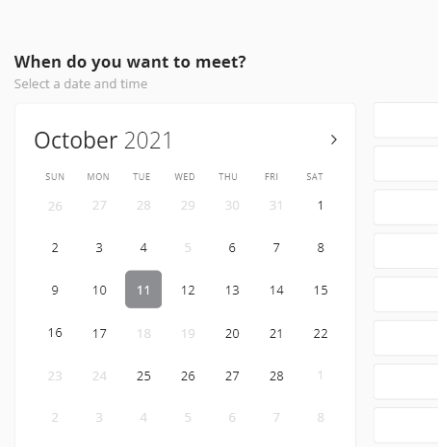 When do you want to meet?
Select a date and time
October 2021 >
SUN MON TUE WED THU FRI SAT
26 27 28 29 30 31 1
2 3 4 5 6 7 8
9 10 11 12 13 14 15
16 17 18 19 20 21 22
23 24 25 26 27 28 1
2 3 4 5 6 7 8